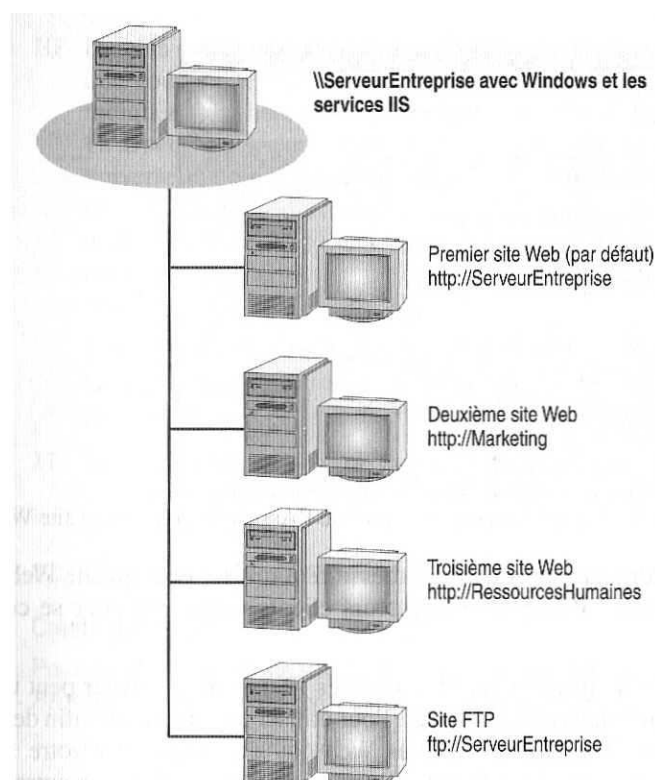 \\ServeurEntreprise avec Windows et les
services IIS
Premier site Web (par défaut)
http://ServeurEntreprise
Deuxième site Web
http://Marketing
Troisième site Web
http://RessourcesHumaines
Site FTP
ftp://ServeurEntreprise